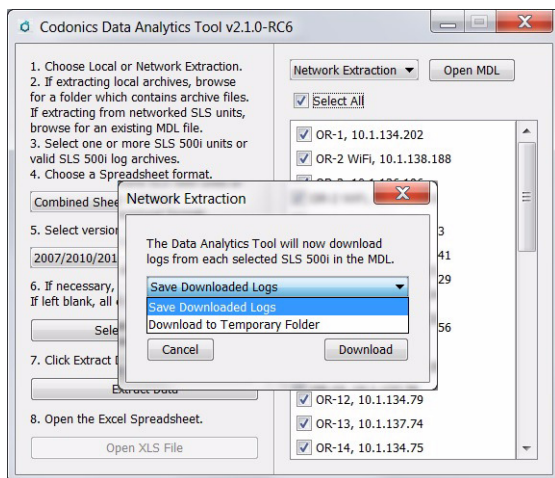 Codonics Data Analytics Tool v2.1.0-RC6
1. Choose Local or Network Extraction.
2. If extracting local archives, browse
for a folder which contains archive files.
If extracting from networked SLS units,
browse for an existing MDL file.
3. Select one or more SLS 500i units or
valid SLS 500i log archives.
4. Choose a Spreadsheet format.
Combined Shee
5. Select version
2007/2010/201
6. If necessary,
If left blank, all
Sele
7. Click Extract
Extract Data
8. Open the Excel Spreadsheet.
Open XLS File
Network Extraction
Open MDL
Select All
OR-1, 10.1.134.202
OR-2 WiFi, 10.1.138.188
3
41
29
56
OR-12, 10.1.134.79
OR-13, 10.1.137.74
OR-14, 10.1.134.75
Network Extraction
The Data Analytics Tool will now download
logs from each selected SLS 500i in the MDL.
Save Downloaded Logs
Save Downloaded Logs
Download to Temporary Folder
Cancel
Download